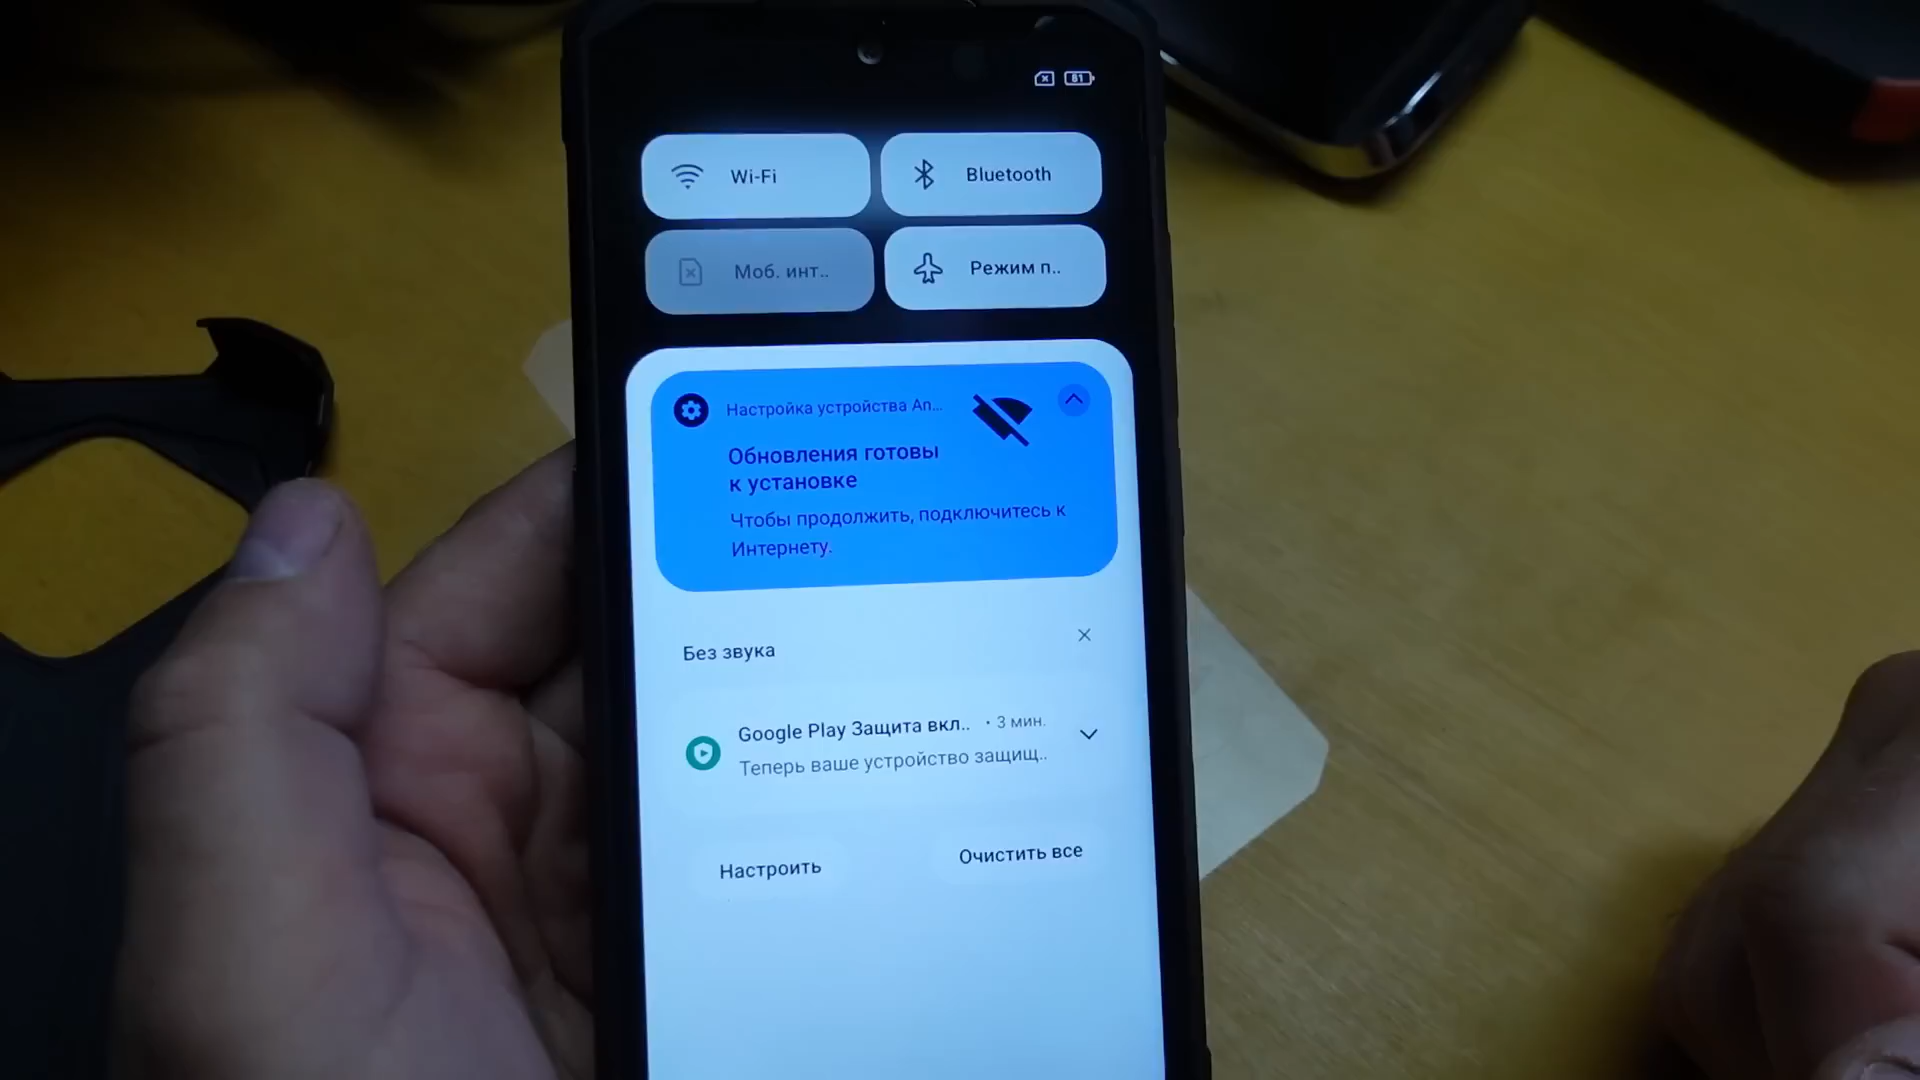 81
Wi-Fi
Bluetooth
Моб. инт..
Режим п..
Настройка устройства An...
Обновления готовы
к установке
Чтобы продолжить, подключитесь к
Интернету.
Без звука
Google Play Защита вкл.. • 3 мин.
Теперь ваше устройство защищ..
Настроить
Очистить все